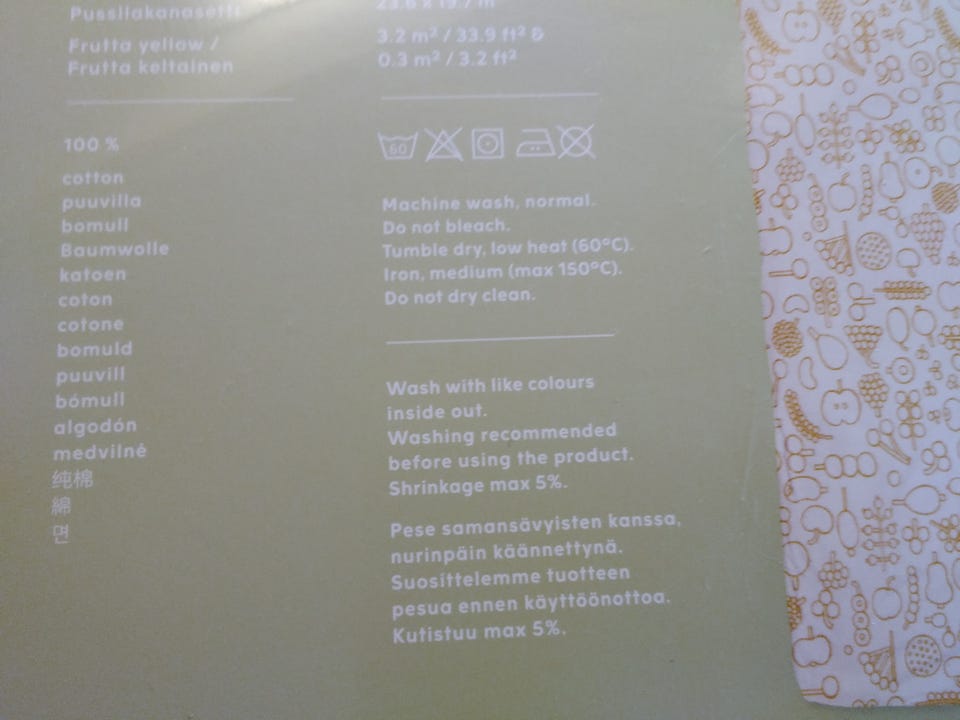 Pussilakanasetti
Frutta yellow /
Frutta keltainen
100 %
cotton
puuvilla
bomull
Baumwolle
katoen
coton
cotone
bomuld
puuvill
bómull
algodón
medvilnė
纯棉
綿
면
3.2 m² / 33.9 ft² &
0.3 m² / 3.2 ft²
60
Machine wash, normal.
Do not bleach.
Tumble dry, low heat (60°C).
Iron, medium (max 150°C).
Do not dry clean.
Wash with like colours
inside out.
Washing recommended
before using the product.
Shrinkage max 5%.
Pese samansävyisten kanssa,
nurinpäin käännettynä.
Suosittelemme tuotteen
pesua ennen käyttöönottoa.
Kutistuu max 5%.